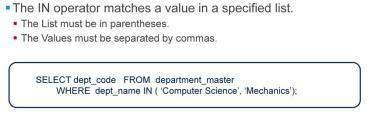 The IN operator matches a value in a specified list.
The List must be in parentheses.
The Values must be separated by commas.
SELECT dept_code FROM department_master
WHERE dept_name IN ( ‘Computer Science’, ‘Mechanics’);